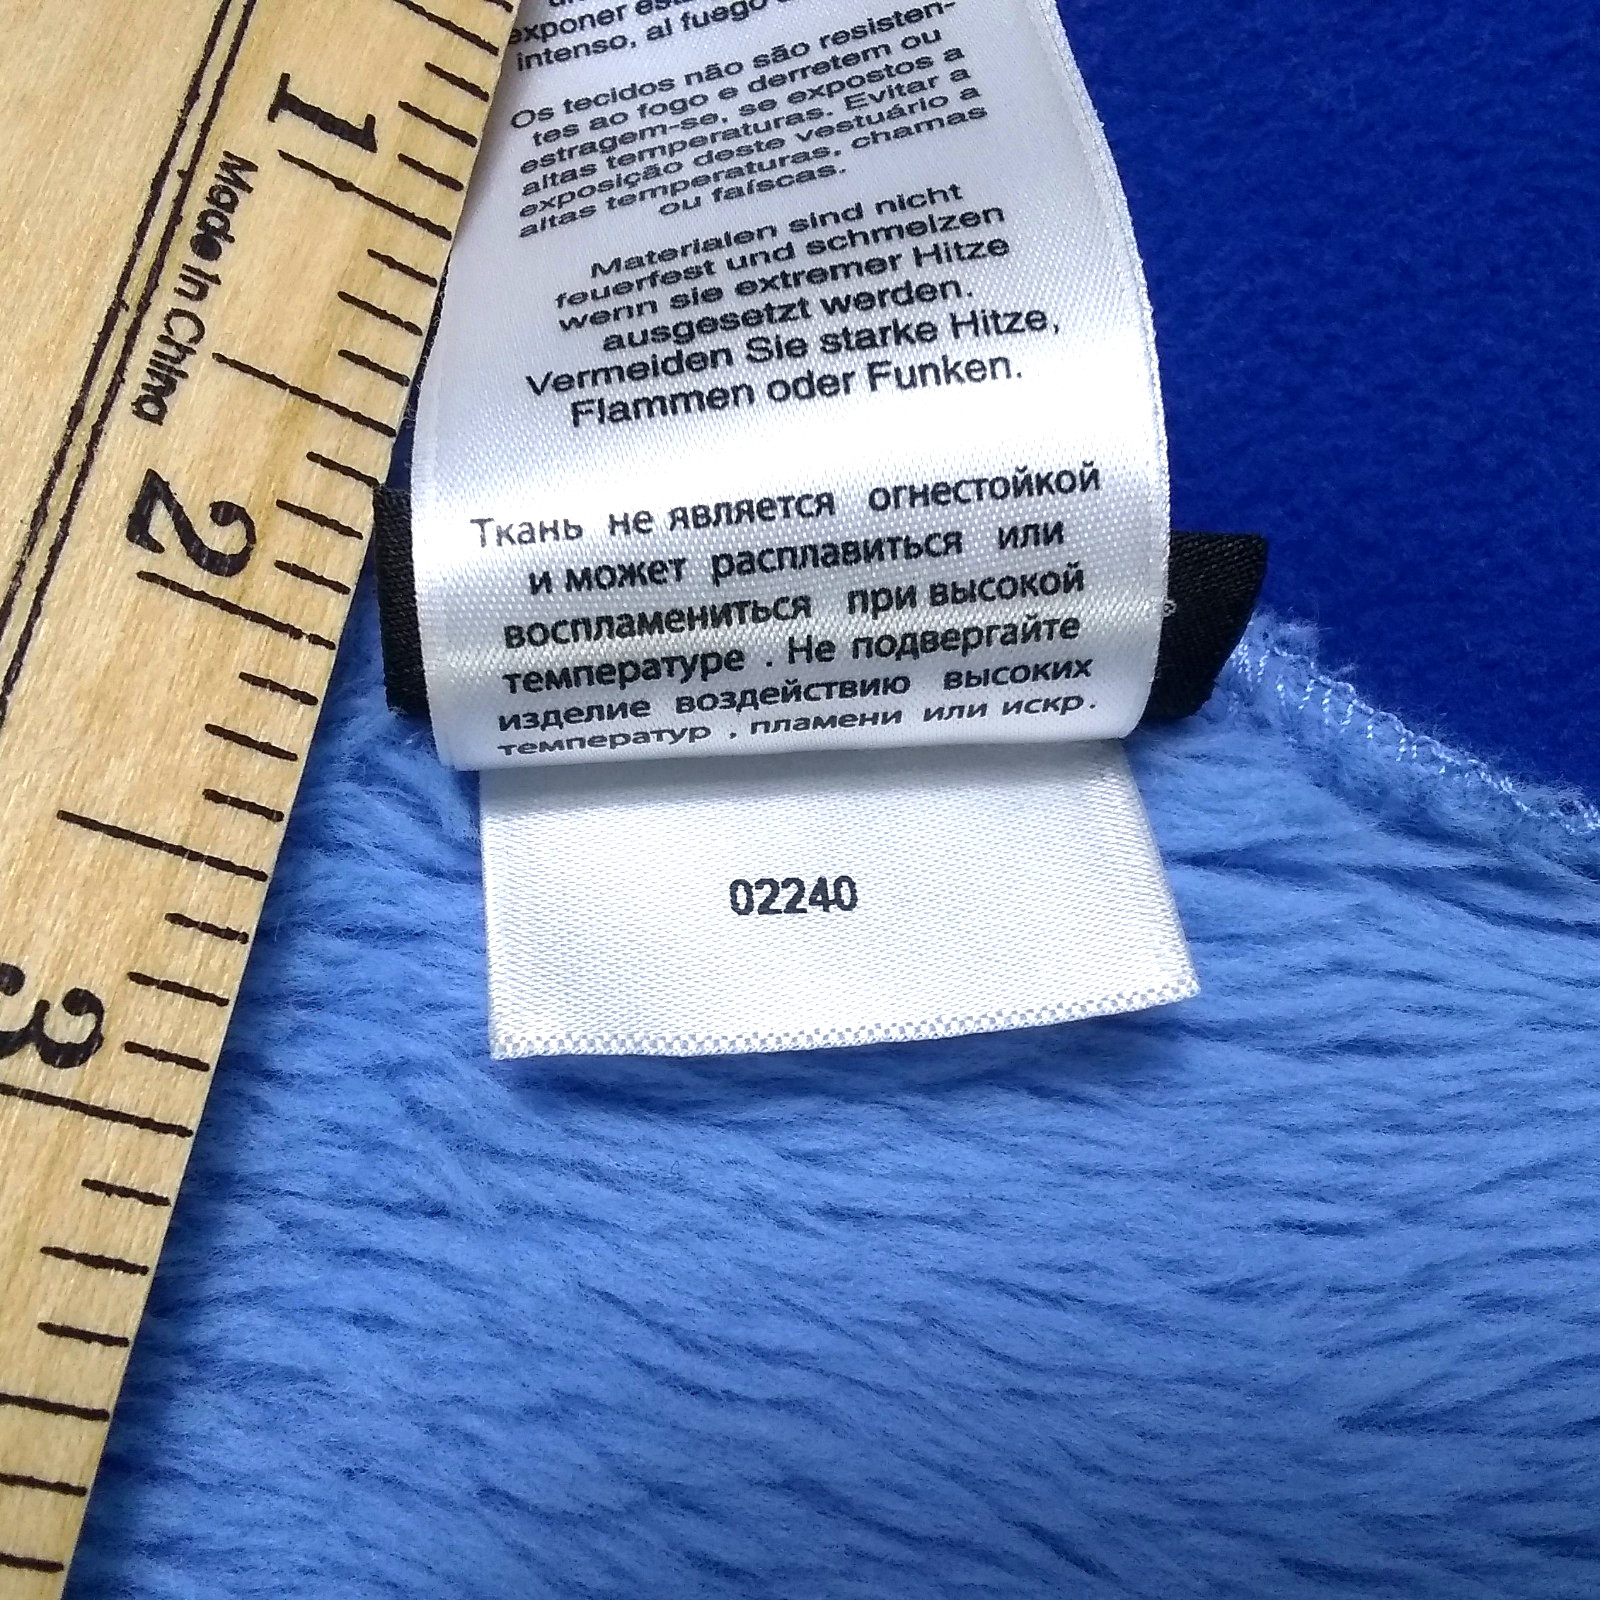 exponer
intenso, al fuego
Os tecidos não são resisten-
tes ao fogo e derretem ou
estragem-se, se expostos a
altas temperaturas. Evitar a
exposição deste vestuário a
altas temperaturas, chamas
ou faíscas.
Materialen sind nicht
feuerfest und schmelzen
wenn sie extremer Hitze
ausgesetzt werden.
Vermeiden Sie starke Hitze,
Flammen oder Funken.
Ткань не является огнестойкой
и может расплавиться или
воспламениться при высокой
температуре . Не подвергайте
изделие воздействию высоких
температур , пламени или искр.
02240
1
Made In China
2
3